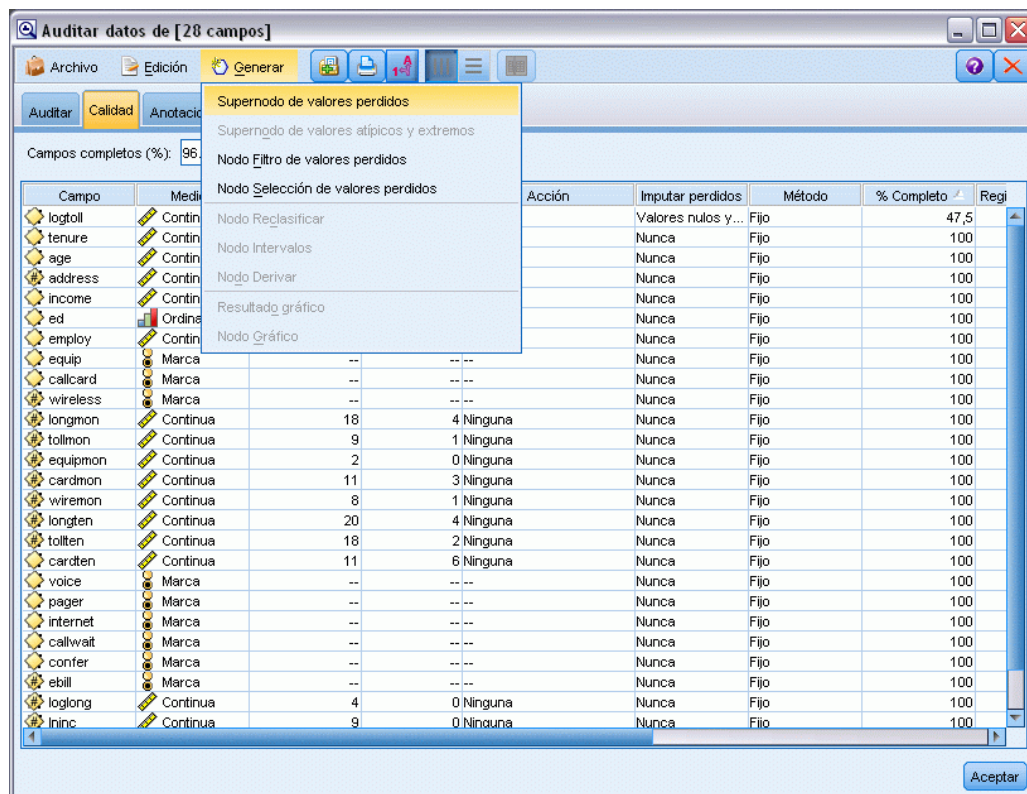 Auditar datos de [28 campos]
Archivo Edición Generar
Auditar Calidad Anotacio
Supernodo de valores perdidos
Supernodo de valores atípicos y extremos
Nodo Filtro de valores perdidos
Nodo Selección de valores perdidos
Nodo Reclasificar
Nodo Intervalos
Nodo Derivar
Resultado gráfico
Nodo Gráfico
Campos completos (%): 96,
Campo Medic Acción Imputar perdidos Método % Completo Regi
logtoll Contin Valores nulos y... Fijo 47,5
tenure Contin Nunca Fijo 100
age Contin Nunca Fijo 100
address Contin Nunca Fijo 100
income Contin Nunca Fijo 100
ed Ordina Nunca Fijo 100
employ Contin Nunca Fijo 100
equip Marca -- -- -- Nunca Fijo 100
callcard Marca -- -- -- Nunca Fijo 100
wireless Marca -- -- -- Nunca Fijo 100
longmon Continua 18 4 Ninguna Nunca Fijo 100
tollmon Continua 9 1 Ninguna Nunca Fijo 100
equipmon Continua 2 0 Ninguna Nunca Fijo 100
cardmon Continua 11 3 Ninguna Nunca Fijo 100
wiremon Continua 8 1 Ninguna Nunca Fijo 100
longten Continua 20 4 Ninguna Nunca Fijo 100
tollten Continua 18 2 Ninguna Nunca Fijo 100
cardten Continua 11 6 Ninguna Nunca Fijo 100
voice Marca -- -- -- Nunca Fijo 100
pager Marca -- -- -- Nunca Fijo 100
internet Marca -- -- -- Nunca Fijo 100
callwait Marca -- -- -- Nunca Fijo 100
confer Marca -- -- -- Nunca Fijo 100
ebill Marca -- -- -- Nunca Fijo 100
loglong Continua 4 0 Ninguna Nunca Fijo 100
lninc Continua 9 0 Ninguna Nunca Fijo 100
Aceptar